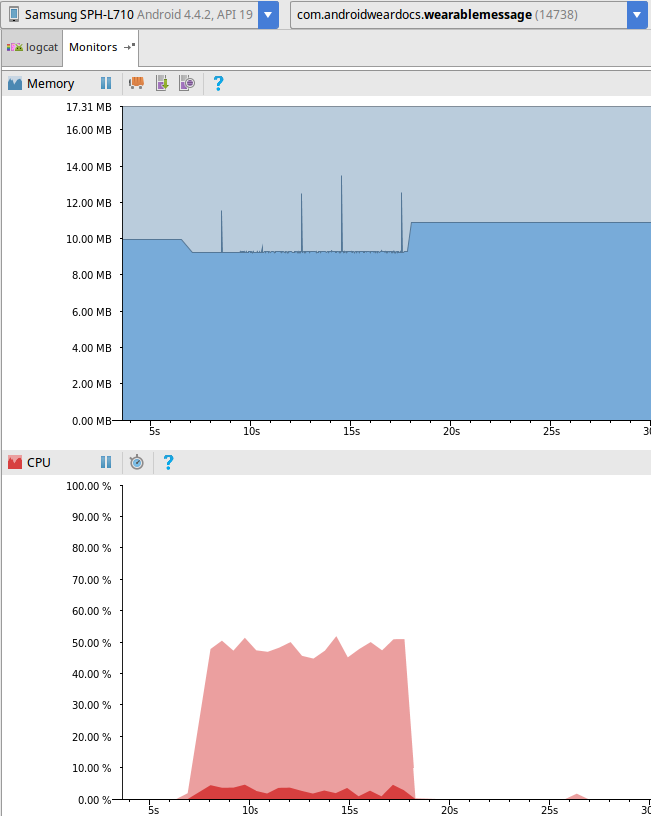 Samsung SPH-L710 Android 4.4.2, API 19 com.androidweardocs.wearablemessage (14738)
logcat Monitors
Memory ?
17.31 MB
16.00 MB
14.00 MB
12.00 MB
10.00 MB
8.00 MB
6.00 MB
4.00 MB
2.00 MB
0.00 MB
5s 10s 15s 20s 25s 30
CPU ?
100.00 %
90.00 %
80.00 %
70.00 %
60.00 %
50.00 %
40.00 %
30.00 %
20.00 %
10.00 %
0.00 %
5s 10s 15s 20s 25s 30s